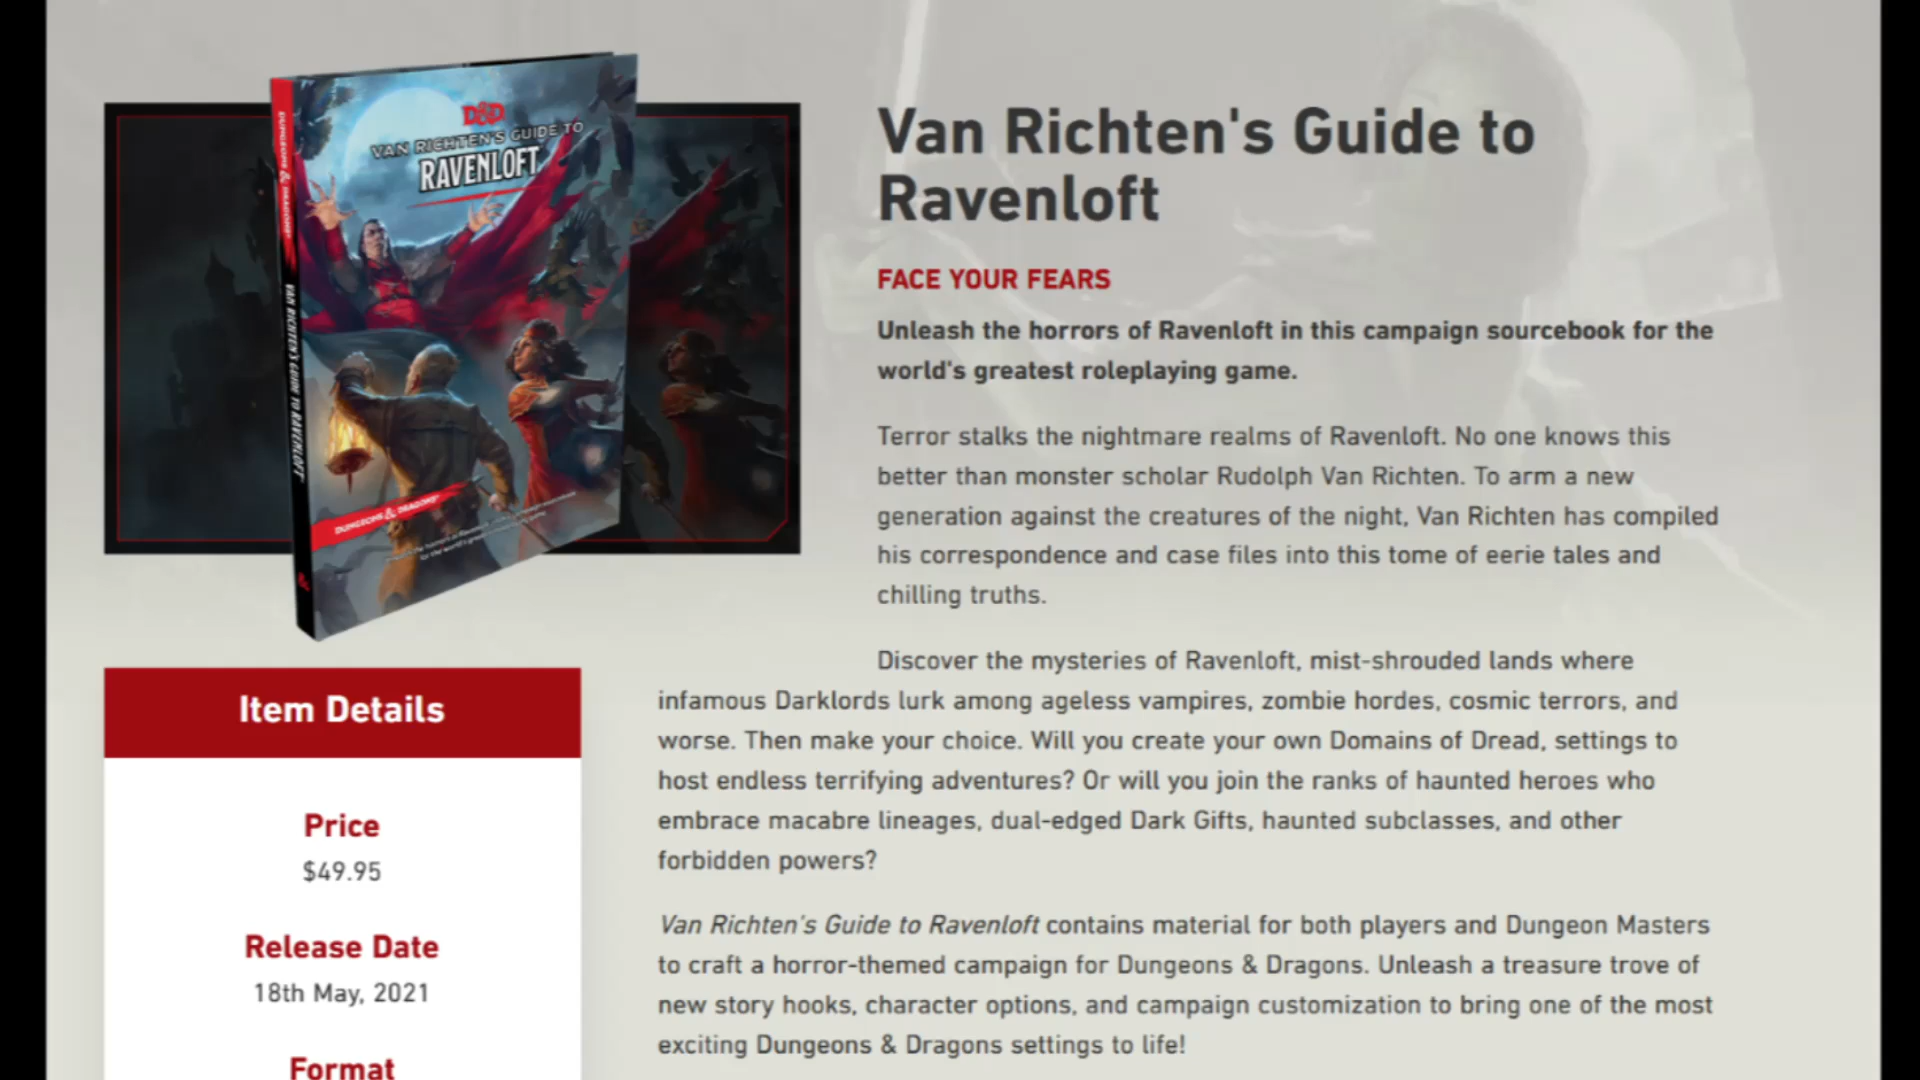 D&D
VAN RICHTEN'S GUIDE TO
RAVENLOFT
DUNGEONS & DRAGONS
VAN RICHTEN'S GUIDE TO RAVENLOFT
DUNGEONS & DRAGONS
Van Richten's Guide to
Ravenloft
FACE YOUR FEARS
Unleash the horrors of Ravenloft in this campaign sourcebook for the
world's greatest roleplaying game.
Terror stalks the nightmare realms of Ravenloft. No one knows this
better than monster scholar Rudolph Van Richten. To arm a new
generation against the creatures of the night, Van Richten has compiled
his correspondence and case files into this tome of eerie tales and
chilling truths.
Discover the mysteries of Ravenloft, mist-shrouded lands where
infamous Darklords lurk among ageless vampires, zombie hordes, cosmic terrors, and
worse. Then make your choice. Will you create your own Domains of Dread, settings to
host endless terrifying adventures? Or will you join the ranks of haunted heroes who
embrace macabre lineages, dual-edged Dark Gifts, haunted subclasses, and other
forbidden powers?
Van Richten's Guide to Ravenloft contains material for both players and Dungeon Masters
to craft a horror-themed campaign for Dungeons & Dragons. Unleash a treasure trove of
new story hooks, character options, and campaign customization to bring one of the most
exciting Dungeons & Dragons settings to life!
Item Details
Price
$49.95
Release Date
18th May, 2021
Format